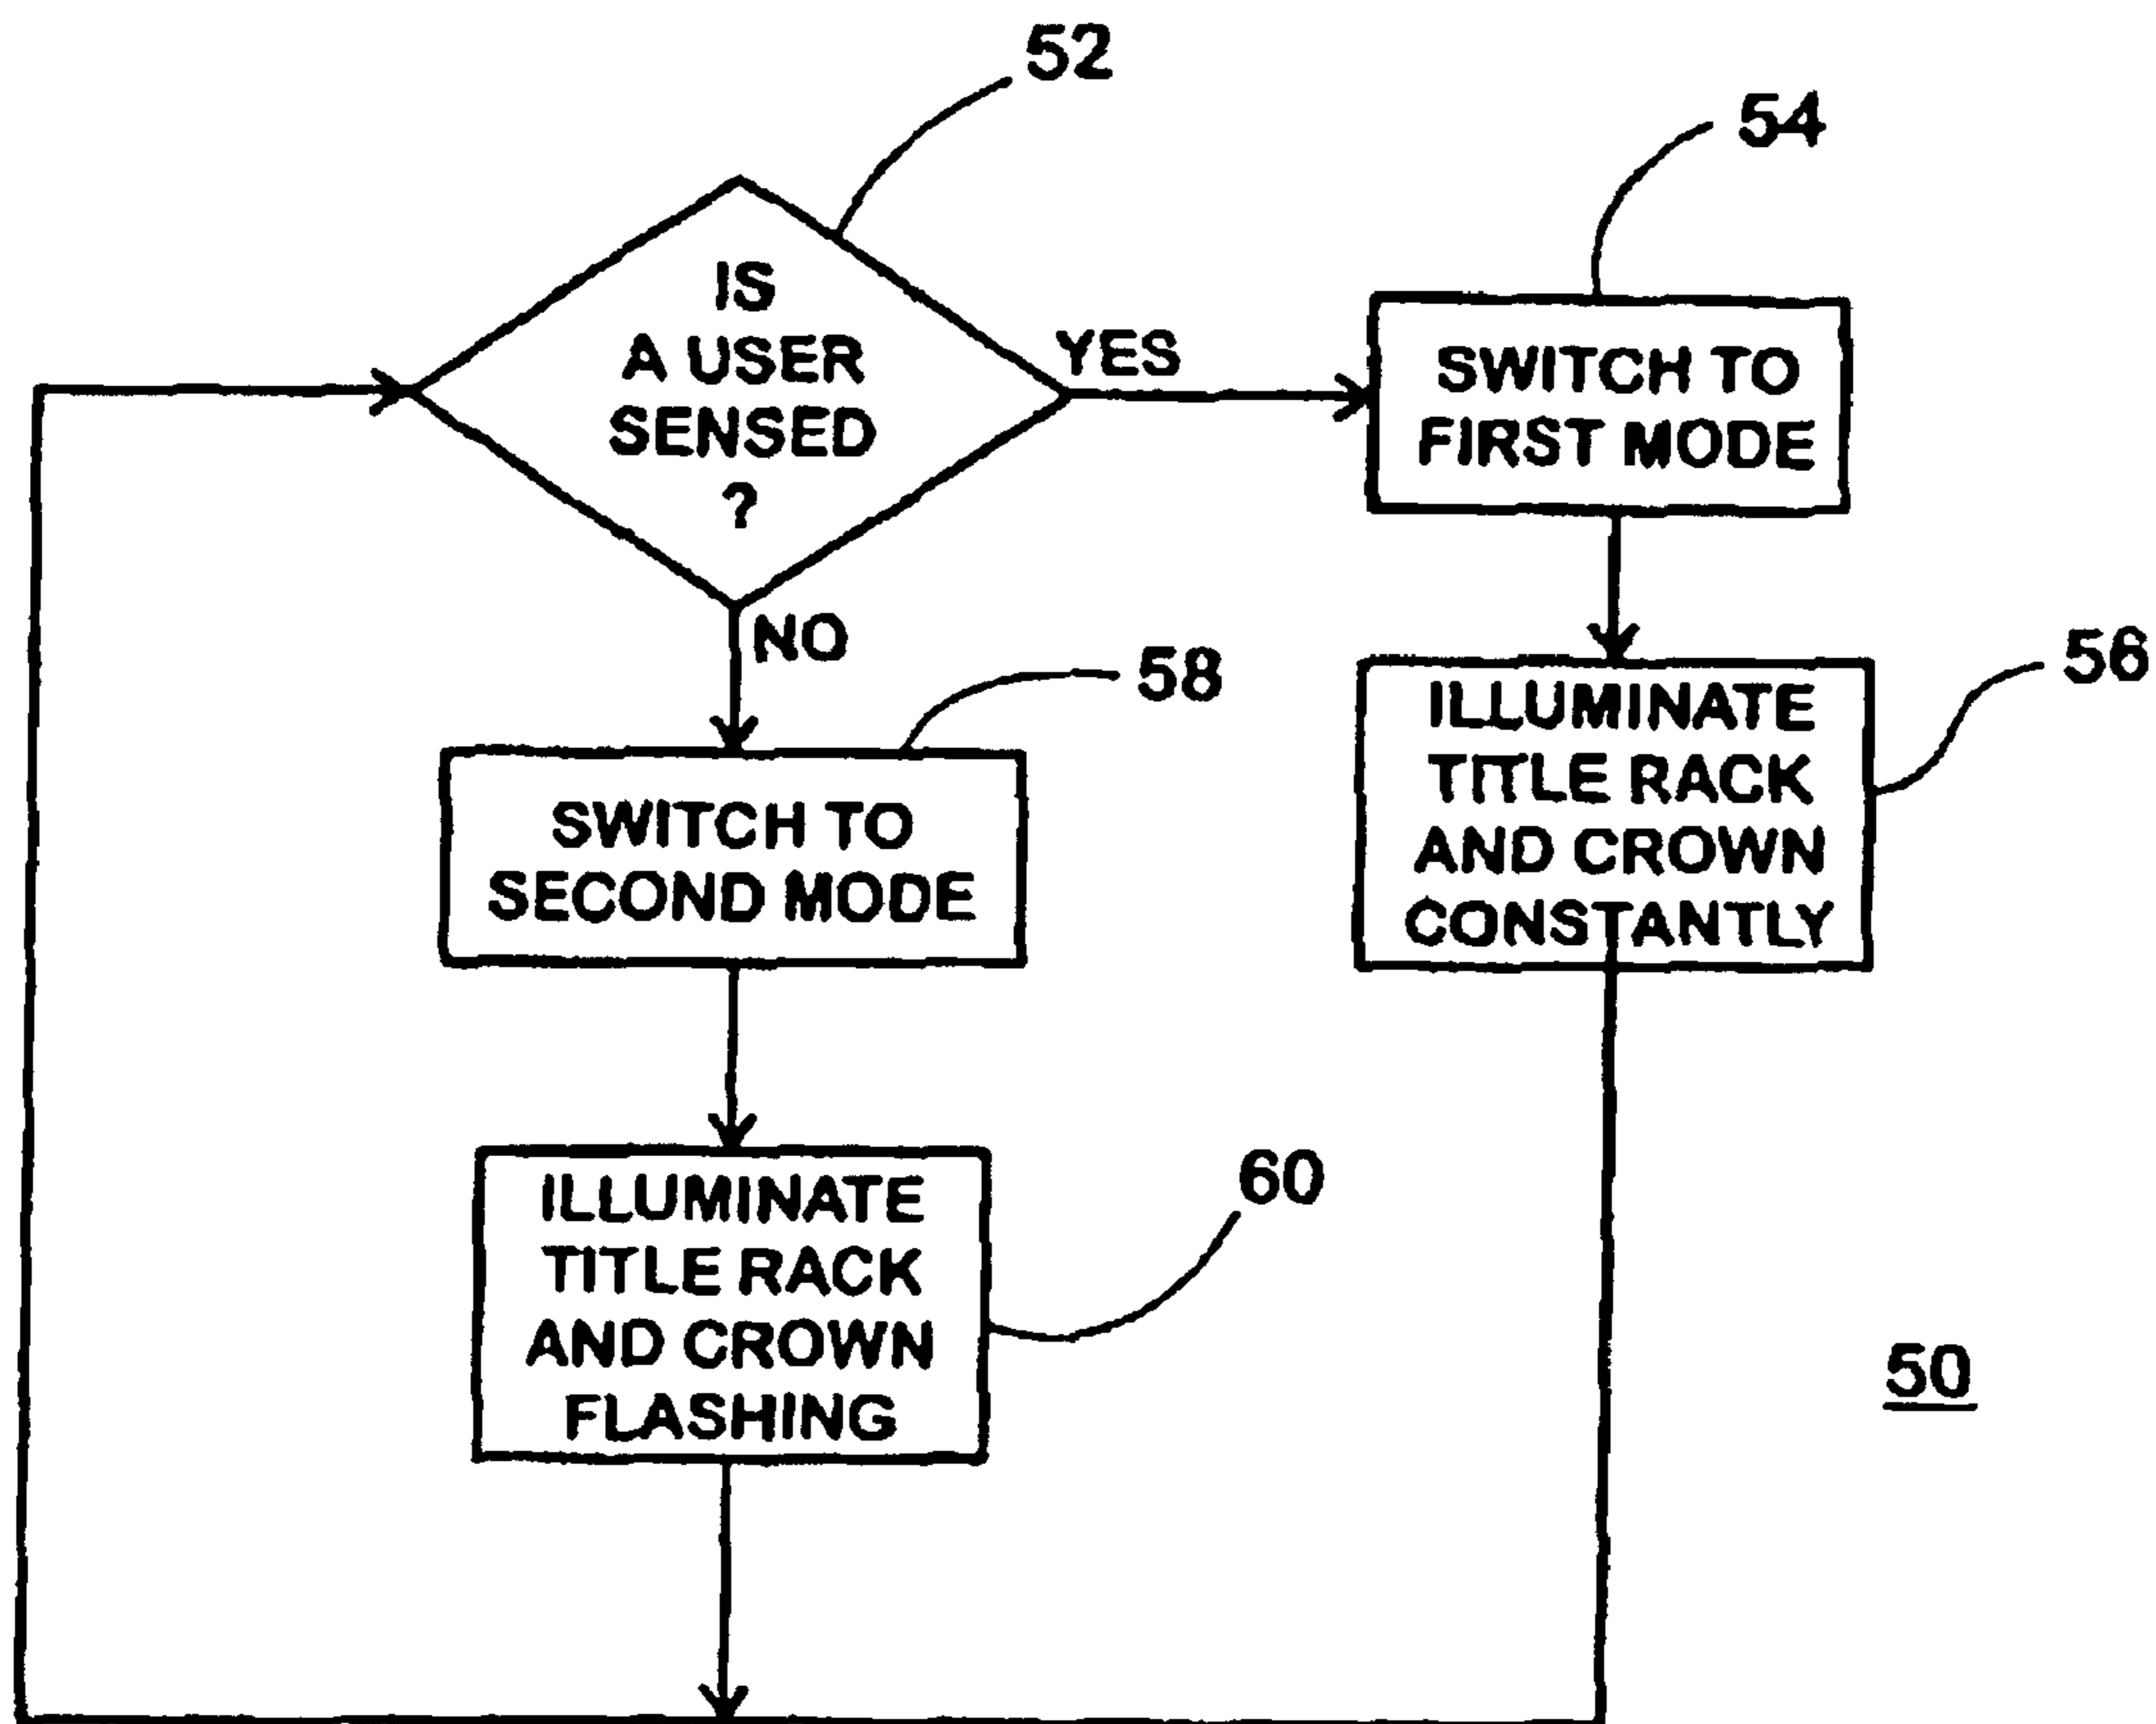 52
54
IS
A USER
SENSED
?
YES
SWITCH TO
FIRST MODE
NO
58
56
ILLUMINATE
TITLE RACK
AND CROWN
CONSTANTLY
SWITCH TO
SECOND MODE
60
ILLUMINATE
TITLE RACK
AND CROWN
FLASHING
50